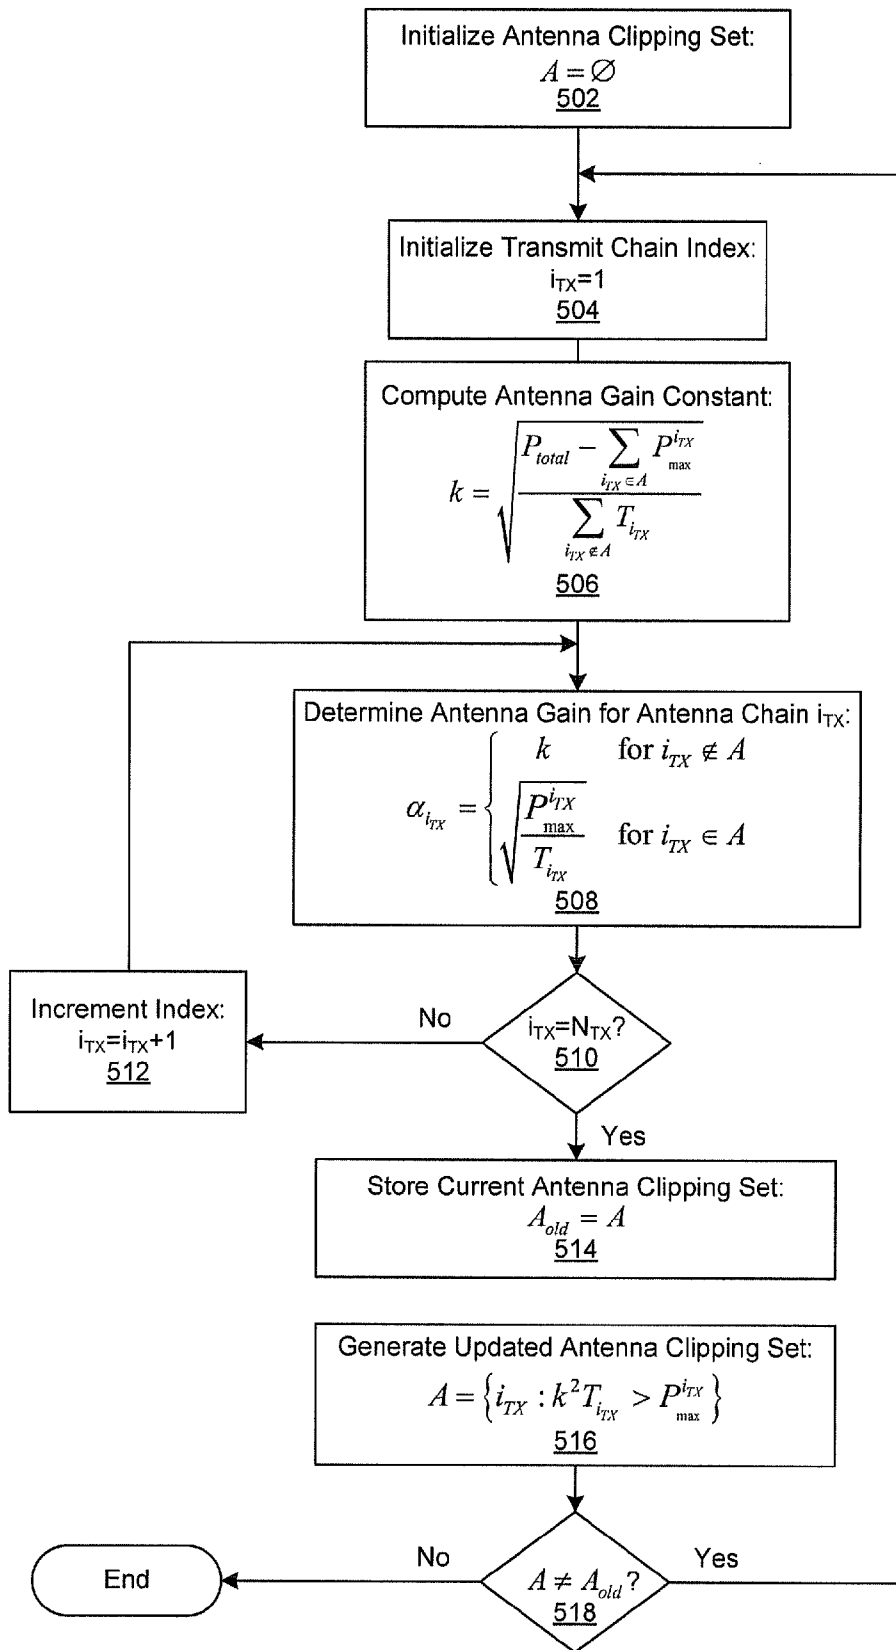 Initialize Antenna Clipping Set:
A = ∅
502
Initialize Transmit Chain Index:
i_TX=1
504
Compute Antenna Gain Constant:
k = √((P_total − ∑_{i_TX ∈ A} P_max^{i_TX}) / (∑_{i_TX ∉ A} T_{i_TX}))
506
Determine Antenna Gain for Antenna Chain i_TX:
α_{i_TX} = { k for i_TX ∉ A
√(P_max^{i_TX} / T_{i_TX}) for i_TX ∈ A
508
Increment Index:
i_TX=i_TX+1
512
No
i_TX=N_TX?
510
Yes
Store Current Antenna Clipping Set:
A_old = A
514
Generate Updated Antenna Clipping Set:
A = {i_TX : k² T_{i_TX} > P_max^{i_TX}}
516
End
No
A ≠ A_old?
518
Yes